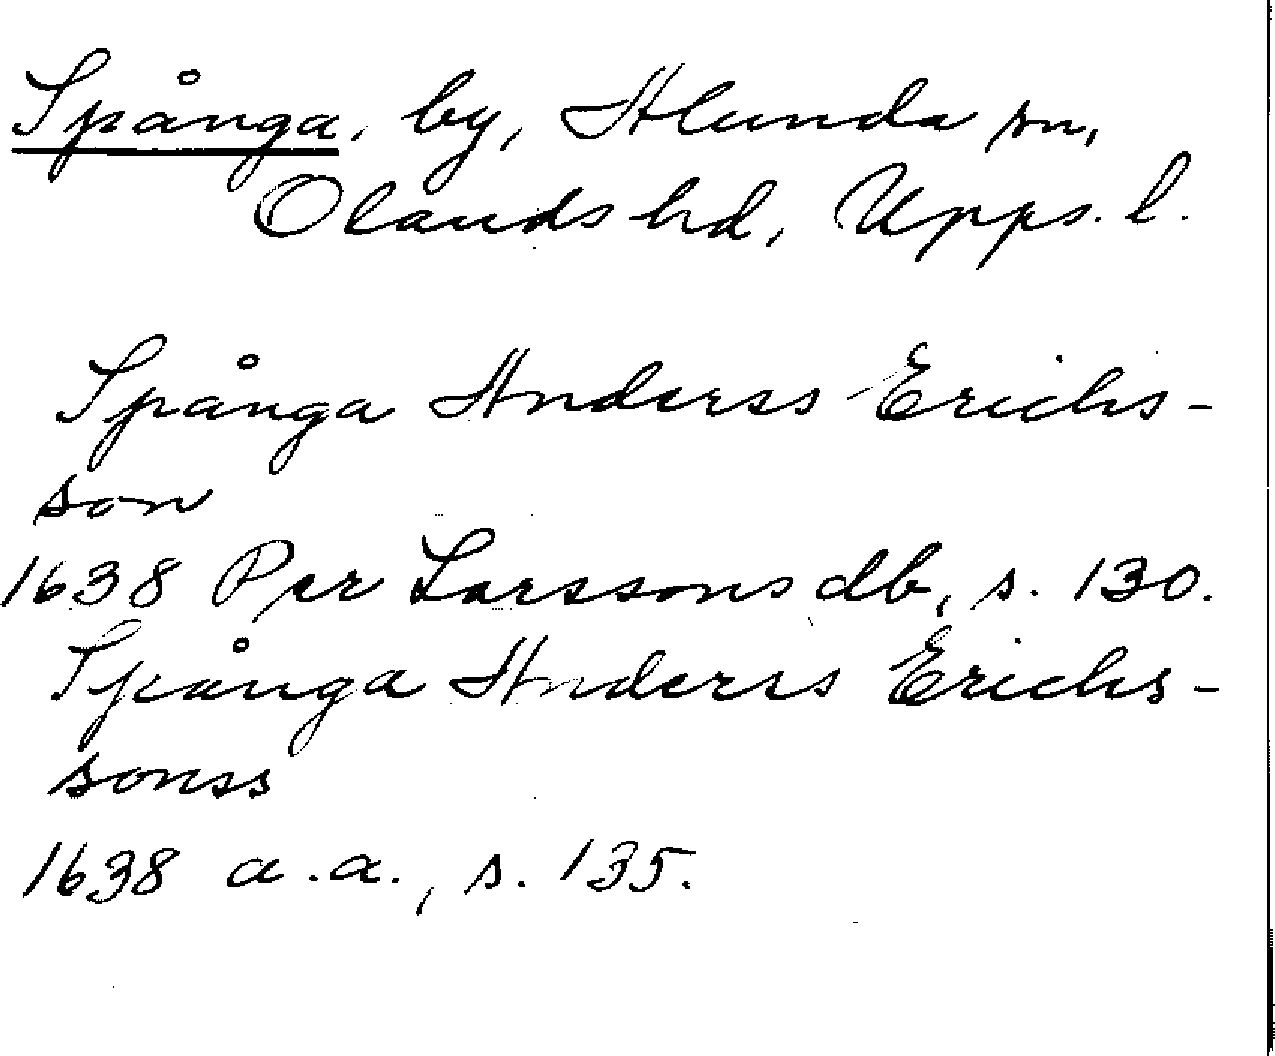 Spånga, by, Alunda sn,
Olands hd, Upps. l.
Spånga Anderss Erichs-
son
1638 Per Larssons db, s. 130.
Spånga Anderss Erichs-
sonss
1638 a.a., s. 135.